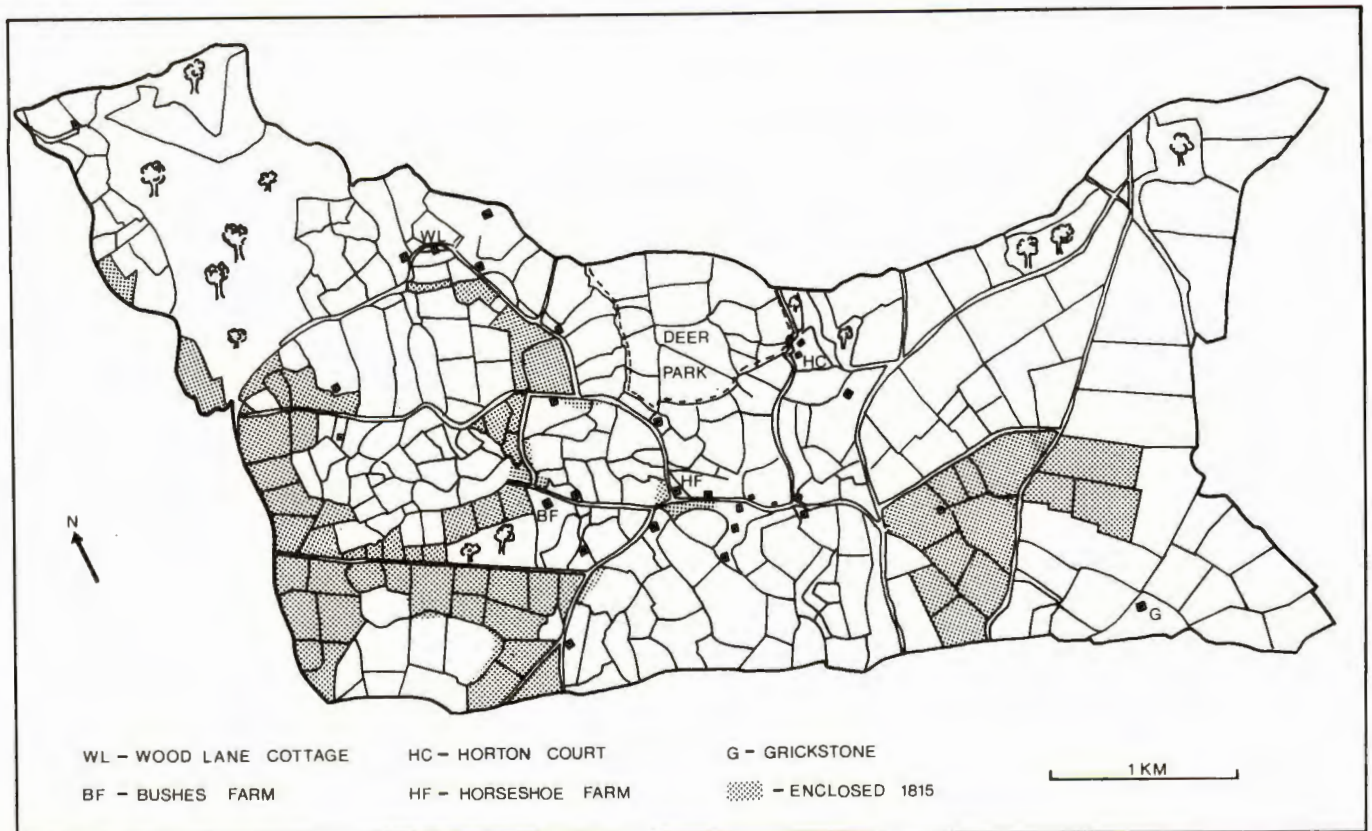 N
WL
DEER
PARK
HC
HF
BF
G
WL – WOOD LANE COTTAGE HC – HORTON COURT G – GRICKSTONE
BF – BUSHES FARM HF – HORSESHOE FARM – ENCLOSED 1815
1 KM